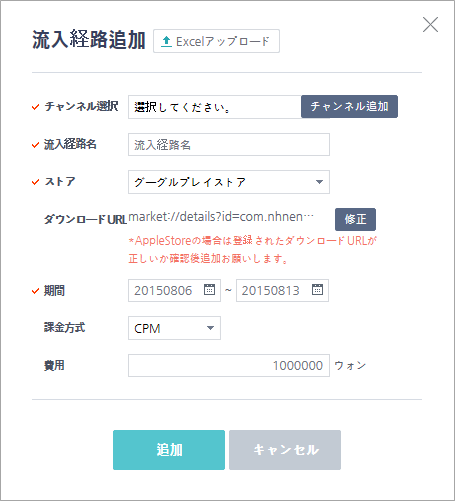 流入経路追加 Excelアップロード
チャンネル選択 選択してください。 チャンネル追加
流入経路名 流入経路名
ストア グーグルプレイストア
ダウンロードURL market://details?id=com.nhnen… 修正
*AppleStoreの場合は登録されたダウンロードURLが
正しいか確認後追加お願いします。
期間 20150806 ~ 20150813
課金方式 CPM
費用 1000000 ウォン
追加 キャンセル